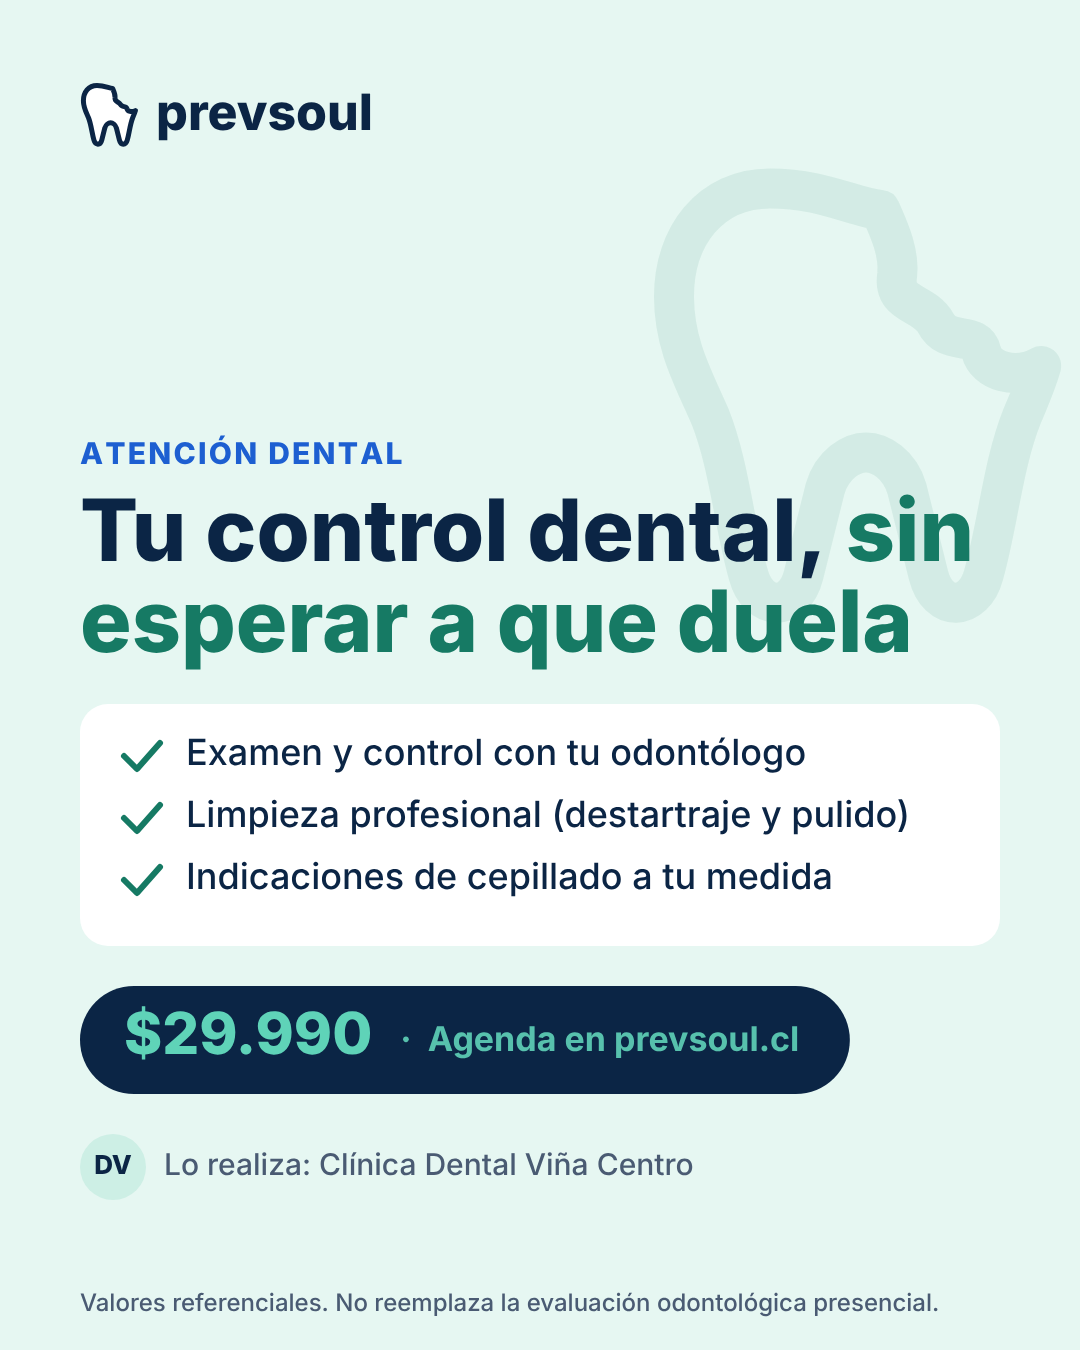 prevsoul
ATENCIÓN DENTAL
Tu control dental, sin
esperar a que duela
Examen y control con tu odontólogo
Limpieza profesional (destartraje y pulido)
Indicaciones de cepillado a tu medida
$29.990 · Agenda en prevsoul.cl
DV Lo realiza: Clínica Dental Viña Centro
Valores referenciales. No reemplaza la evaluación odontológica presencial.